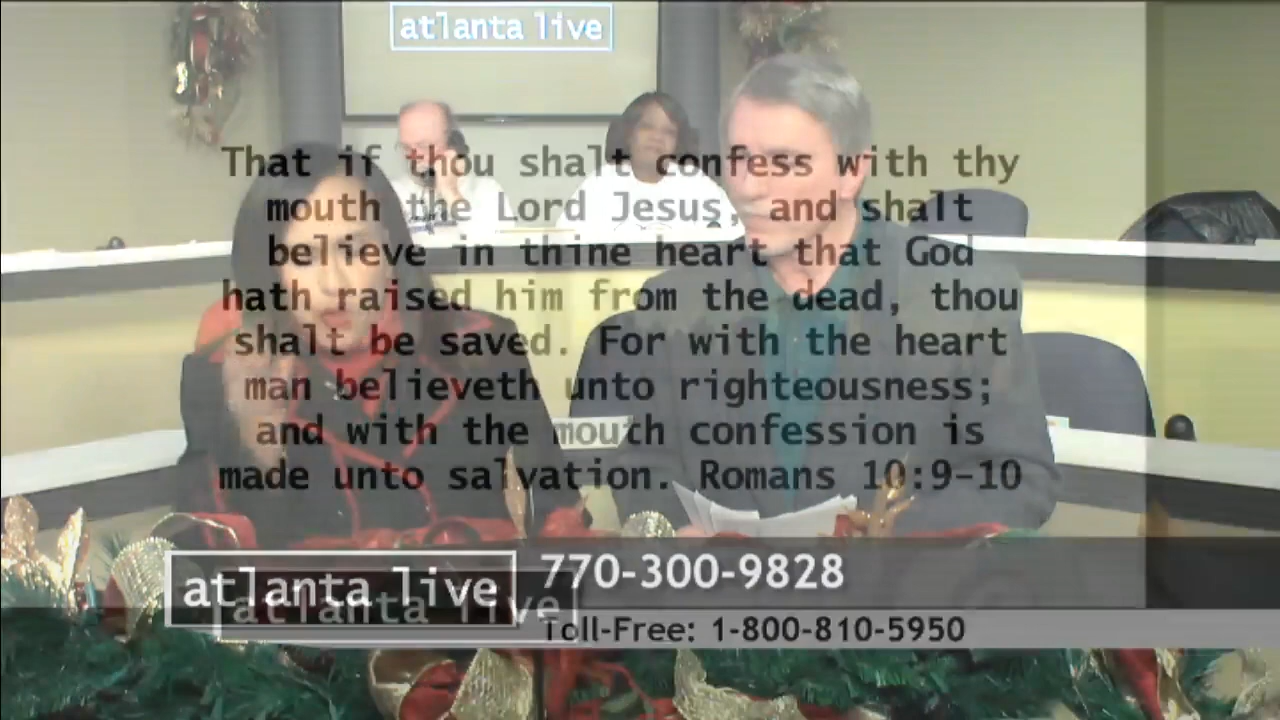 atlanta live
That if thou shalt confess with thy
mouth the Lord Jesus, and shalt
believe in thine heart that God
hath raised him from the dead, thou
shalt be saved. For with the heart
man believeth unto righteousness;
and with the mouth confession is
made unto salvation. Romans 10:9-10
atlanta live
770-300-9828
atlanta live
Toll-Free: 1-800-810-5950